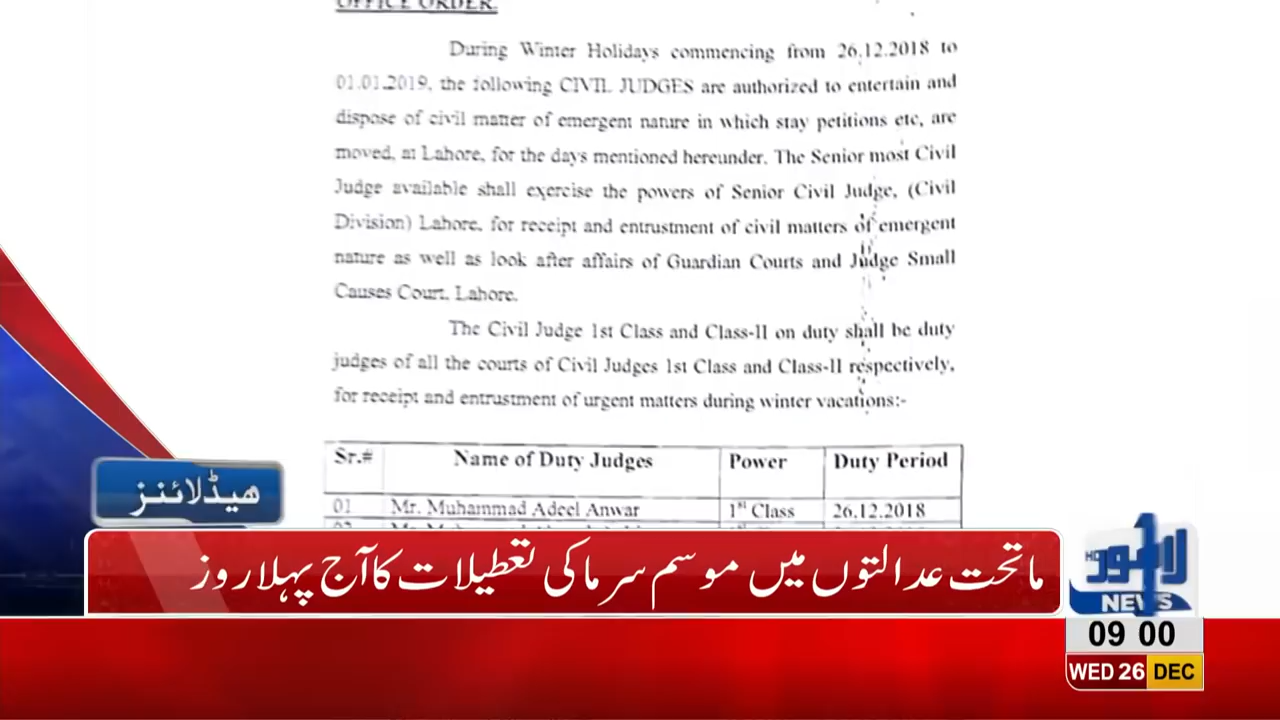 OFFICE ORDER.
During Winter Holidays commencing from 26.12.2018 to
01.01.2019, the following CIVIL JUDGES are authorized to entertain and
dispose of civil matter of emergent nature in which stay petitions etc, are
moved, at Lahore, for the days mentioned hereunder. The Senior most Civil
Judge available shall exercise the powers of Senior Civil Judge, (Civil
Division) Lahore, for receipt and entrustment of civil matters of emergent
nature as well as look after affairs of Guardian Courts and Judge Small
Causes Court, Lahore.
The Civil Judge 1st Class and Class-II on duty shall be duty
judges of all the courts of Civil Judges 1st Class and Class-II respectively,
for receipt and entrustment of urgent matters during winter vacations:-
Sr.# Name of Duty Judges Power Duty Period
01 Mr. Muhammad Adeel Anwar 1st Class 26.12.2018
ھیڈلائنز
ماتحت عدالتوں میں موسم سرما کی تعطیلات کا آج پہلا روز
لاہور
HD
NEWS
09 00
WED 26 DEC